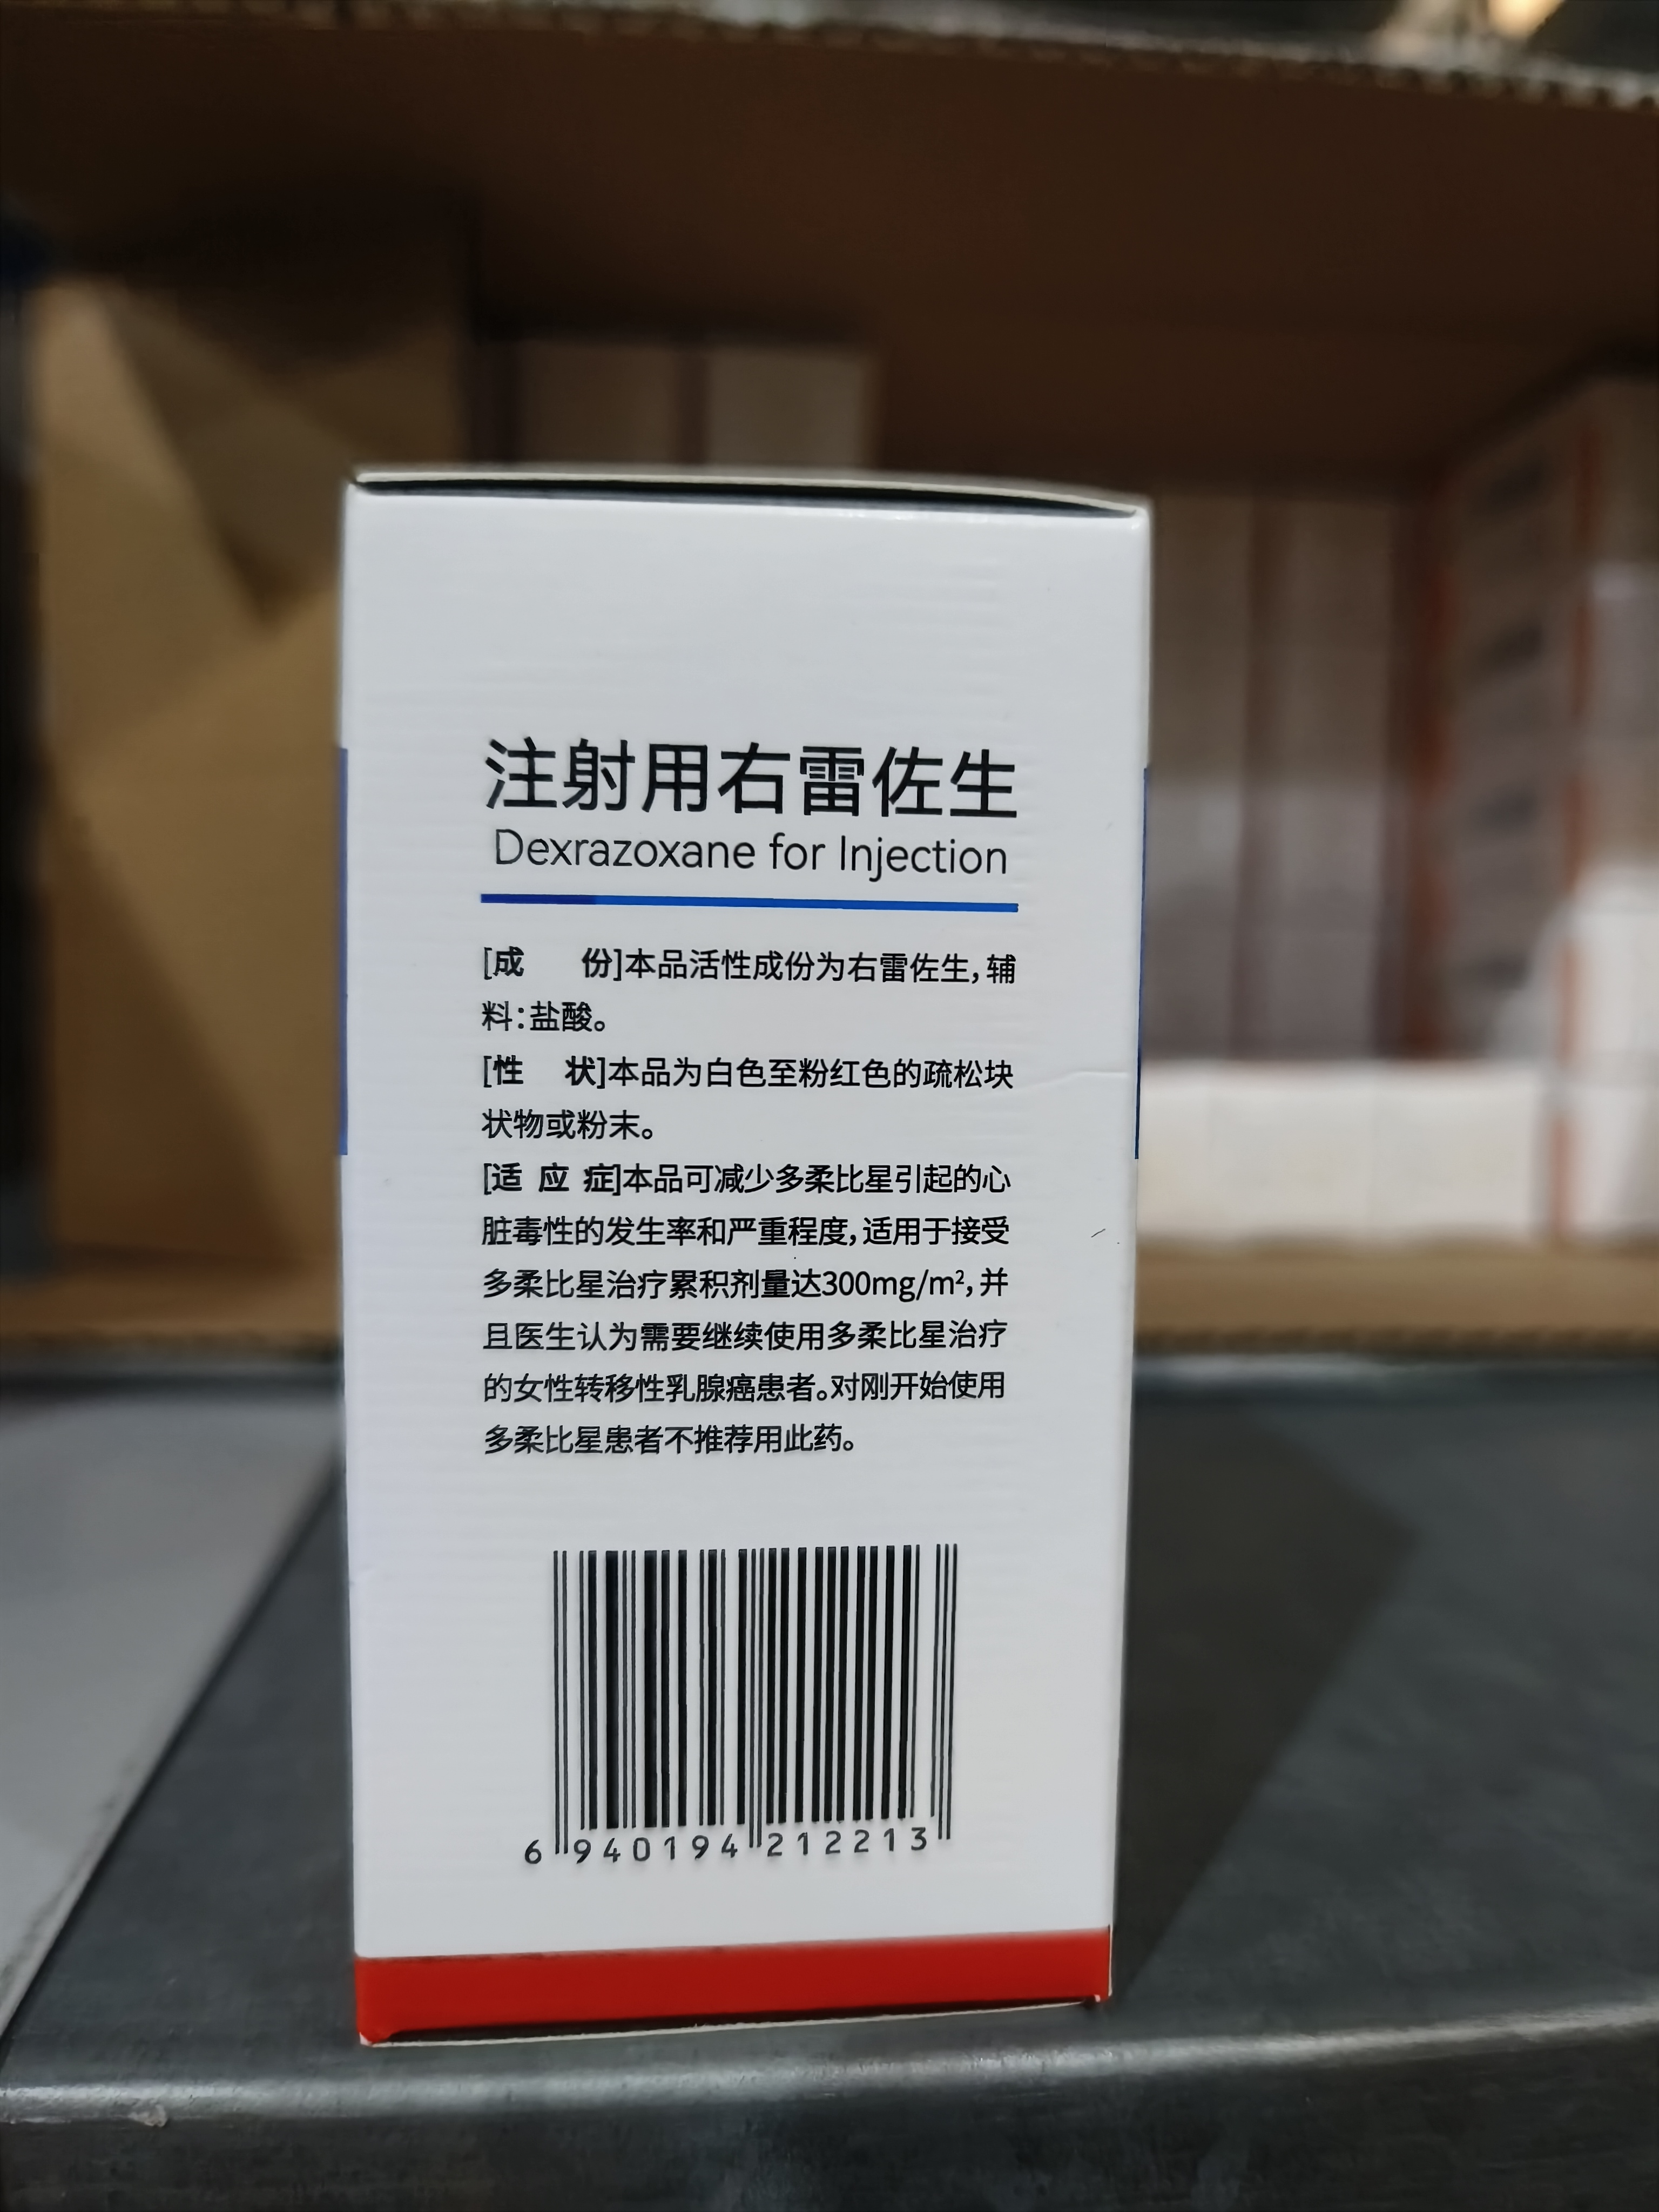 注射用右雷佐生
Dexrazoxane for Injection
[成 份]本品活性成份为右雷佐生，辅
料：盐酸。
[性 状]本品为白色至粉红色的疏松块
状物或粉末。
[适 应 症]本品可减少多柔比星引起的心
脏毒性的发生率和严重程度，适用于接受
多柔比星治疗累积剂量达300mg/m²，并
且医生认为需要继续使用多柔比星治疗
的女性转移性乳腺癌患者。对刚开始使用
多柔比星患者不推荐用此药。
6 940194 212213